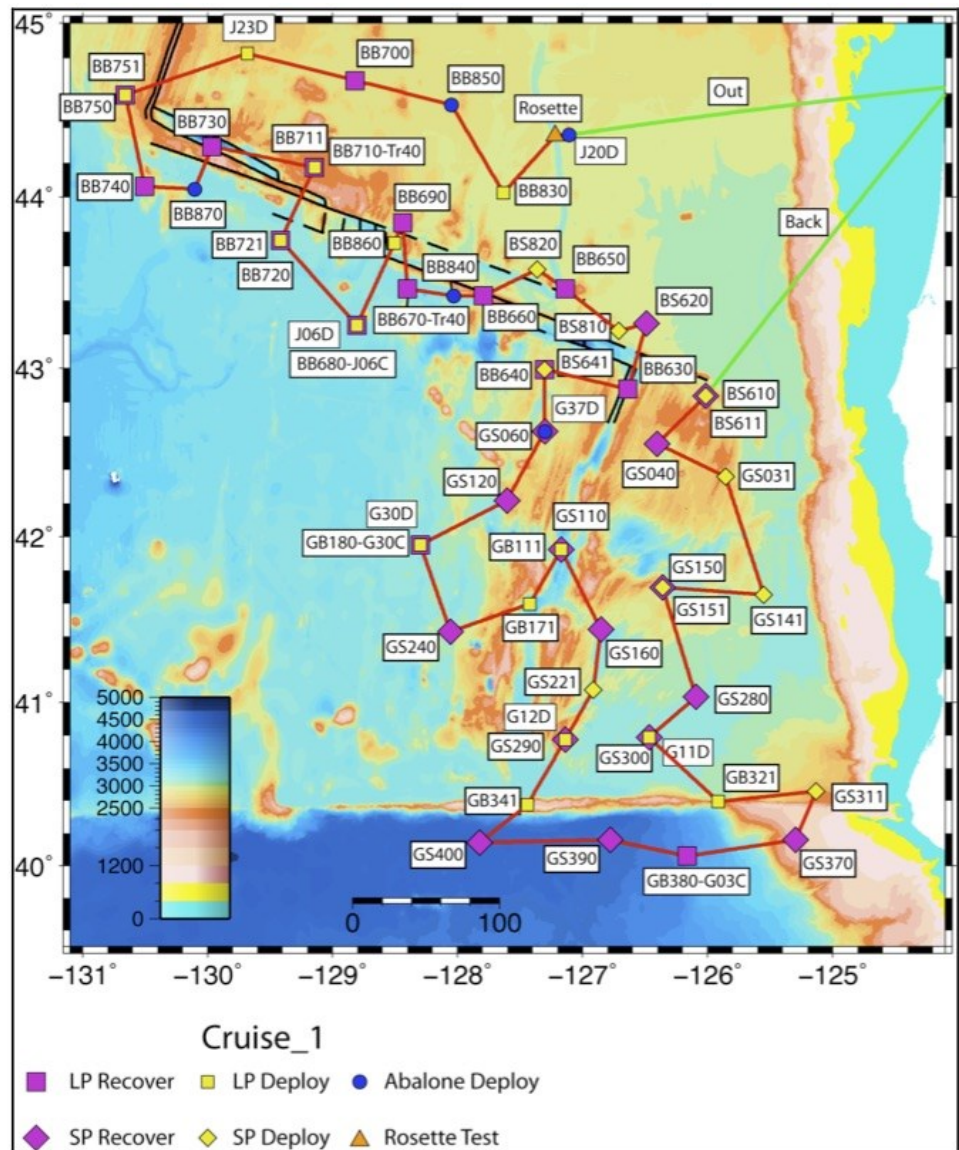 45°
J23D
BB700
BB751
BB850
Out
BB750
Rosette
BB730
BB711
BB710-Tr40
J20D
44°
BB740
BB830
BB870
BB690
Back
BB721
BB860
BS820
BB650
BB720
BB840
BS620
J06D
BB670-Tr40
BB660
BS810
BB680-J06C
43°
BB640
BS641
BB630
BS610
G37D
BS611
GS060
GS040
GS031
GS120
42°
G30D
GS110
GB180-G30C
GB111
GS150
GS151
GS141
GS240
GB171
GS160
41°
GS221
GS280
5000
4500
4000
3000
2500
1200
0
G12D
GS290
GS300
G11D
GB341
GB321
GS311
40°
GS400
GS390
GB380-G03C
GS370
0 100
−131° −130° −129° −128° −127° −126° −125°
Cruise_1
LP Recover LP Deploy Abalone Deploy
SP Recover SP Deploy Rosette Test